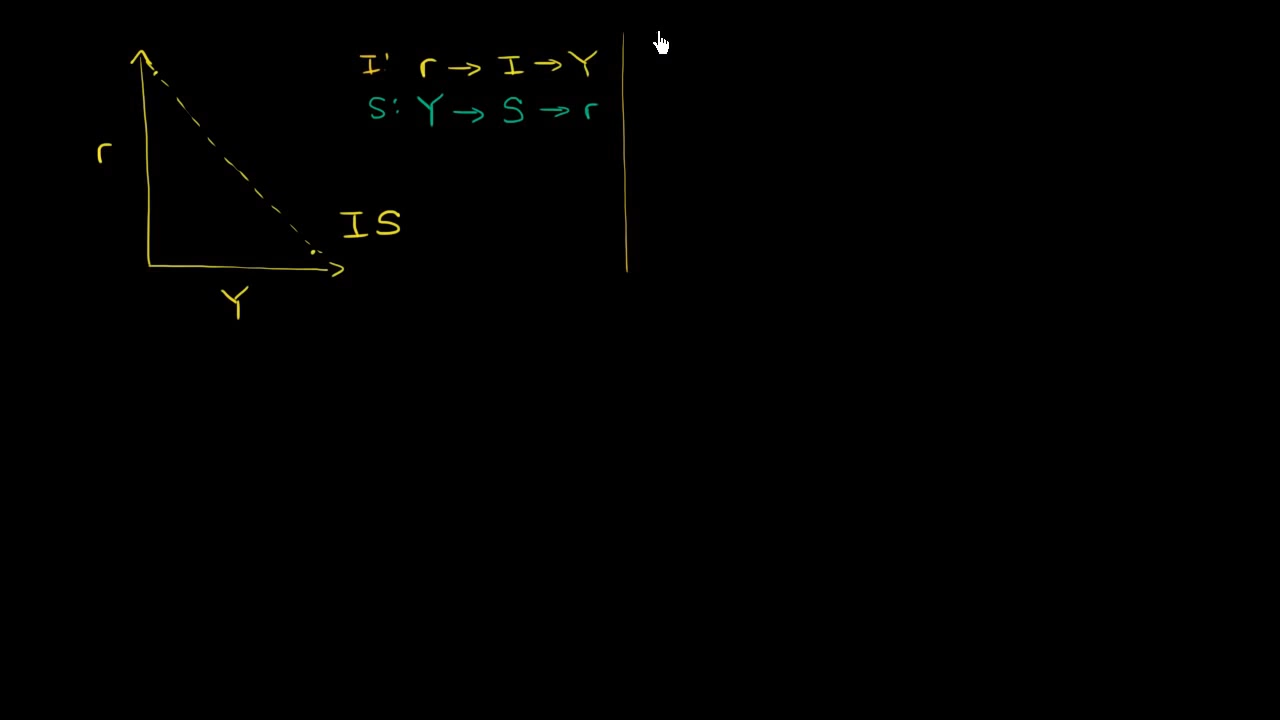 I: r → I → Y
S: Y → S → r
r
IS
Y